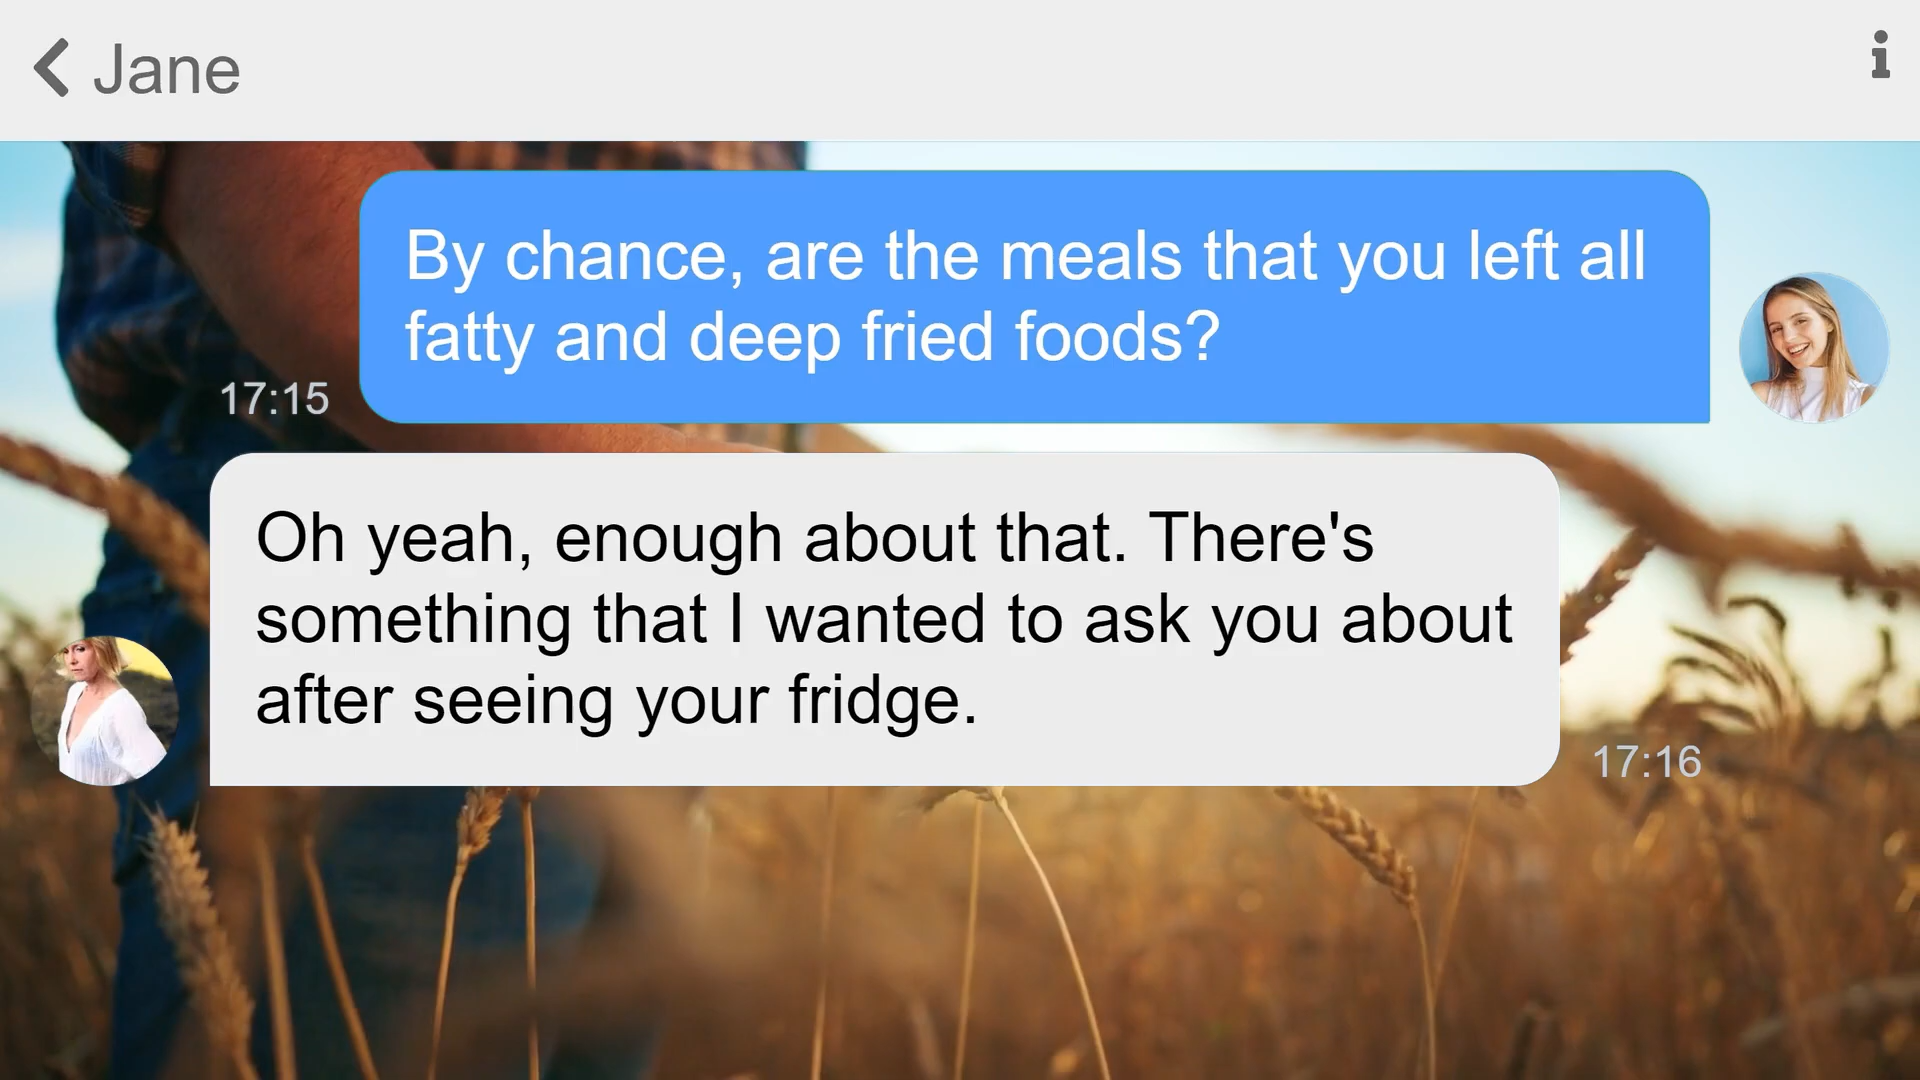 Jane
By chance, are the meals that you left all
fatty and deep fried foods?
17:15
Oh yeah, enough about that. There's
something that I wanted to ask you about
after seeing your fridge.
17:16